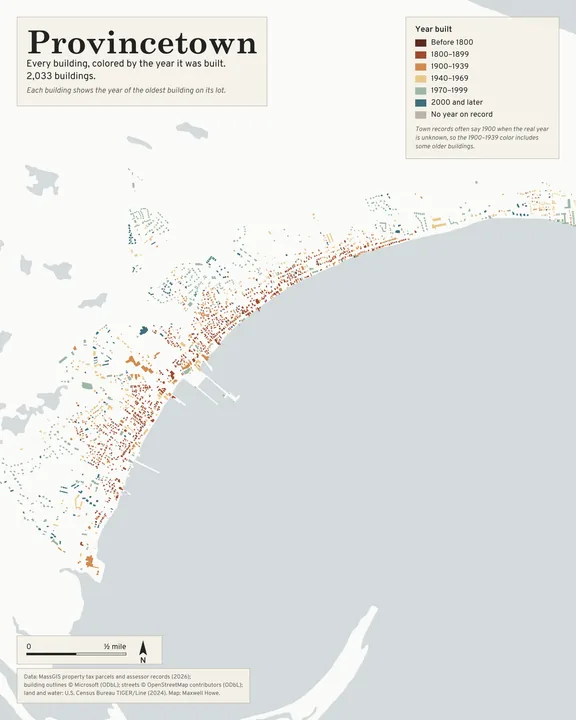 Provincetown
Every building, colored by the year it was built.
2,033 buildings.
Each building shows the year of the oldest building on its lot.
Year built
Before 1800
1800–1899
1900–1939
1940–1969
1970–1999
2000 and later
No year on record
Town records often say 1900 when the real year
is unknown, so the 1900–1939 color includes
some older buildings.
0 ½ mile
N
Data: MassGIS property tax parcels and assessor records (2026);
building outlines © Microsoft (ODbL); streets © OpenStreetMap contributors (ODbL);
land and water: U.S. Census Bureau TIGER/Line (2024). Map: Maxwell Howe.